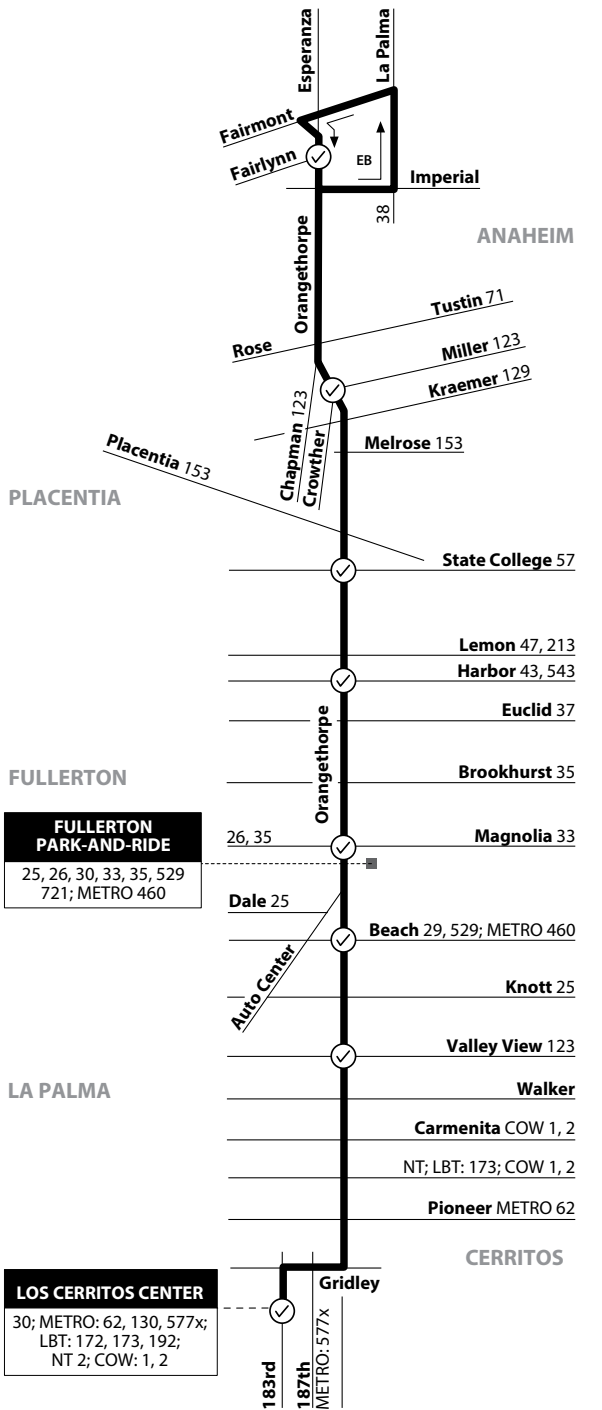 Esperanza
La Palma
Fairmont
Fairlynn
EB
Imperial
38
ANAHEIM
Orangethorpe
Tustin 71
Rose
Miller 123
Kraemer 129
Chapman 123
Crowther
Melrose 153
Placentia 153
PLACENTIA
State College 57
Lemon 47, 213
Harbor 43, 543
Euclid 37
Orangethorpe
FULLERTON
Brookhurst 35
FULLERTON
PARK-AND-RIDE
25, 26, 30, 33, 35, 529
721; METRO 460
26, 35
Magnolia 33
Dale 25
Beach 29, 529; METRO 460
Auto Center
Knott 25
Valley View 123
LA PALMA
Walker
Carmenita COW 1, 2
NT; LBT: 173; COW 1, 2
Pioneer METRO 62
CERRITOS
Gridley
LOS CERRITOS CENTER
30; METRO: 62, 130, 577x;
LBT: 172, 173, 192;
NT 2; COW: 1, 2
183rd
187th
METRO: 577x